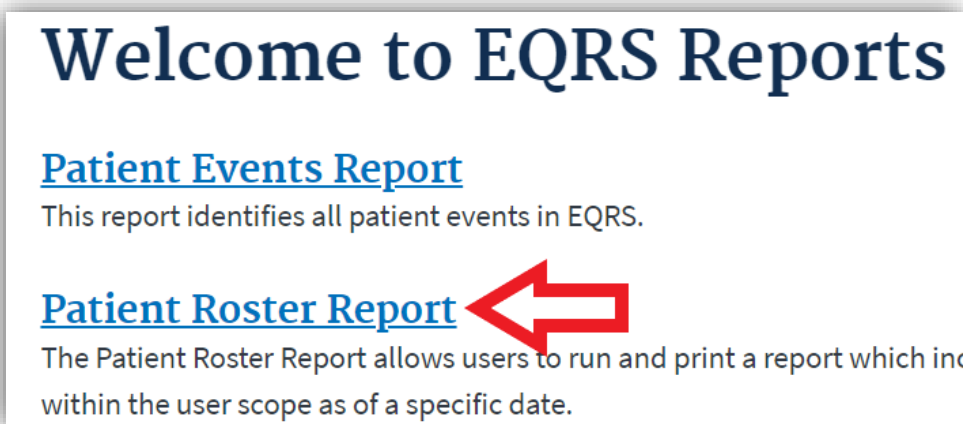 Welcome to EQRS Reports
Patient Events Report
This report identifies all patient events in EQRS.
Patient Roster Report
The Patient Roster Report allows users to run and print a report which
within the user scope as of a specific date.